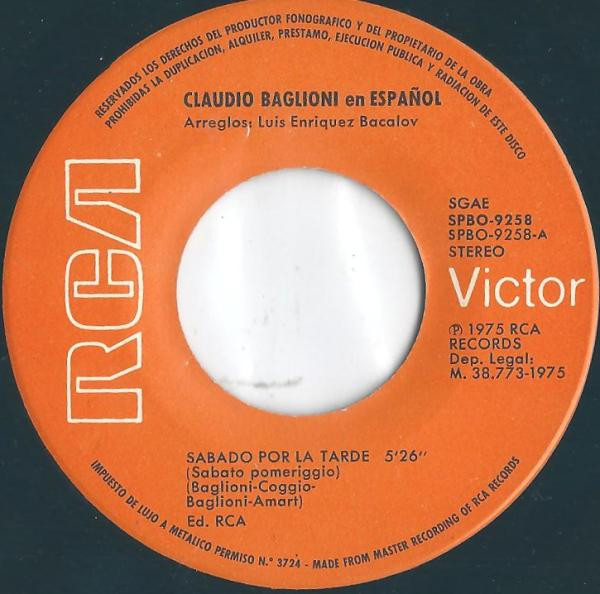 RESERVADOS LOS DERECHOS DEL PRODUCTOR FONOGRAFICO Y DEL PROPIETARIO DE LA OBRA
PROHIBIDAS LA DUPLICACION, ALQUILER, PRESTAMO, EJECUCION PUBLICA Y RADIACION DE ESTE DISCO
CLAUDIO BAGLIONI en ESPAÑOL
Arreglos: Luis Enriquez Bacalov
RCA
SGAE
SPBO-9258
SPBO-9258-A
STEREO
Victor
℗ 1975 RCA
RECORDS
Dep. Legal:
M. 38.773-1975
SABADO POR LA TARDE 5'26"
(Sabato pomeriggio)
(Baglioni-Coggio-
Baglioni-Amart)
Ed. RCA
IMPUESTO DE LUJO A METALICO PERMISO N.º 3724 - MADE FROM MASTER RECORDING OF RCA RECORDS